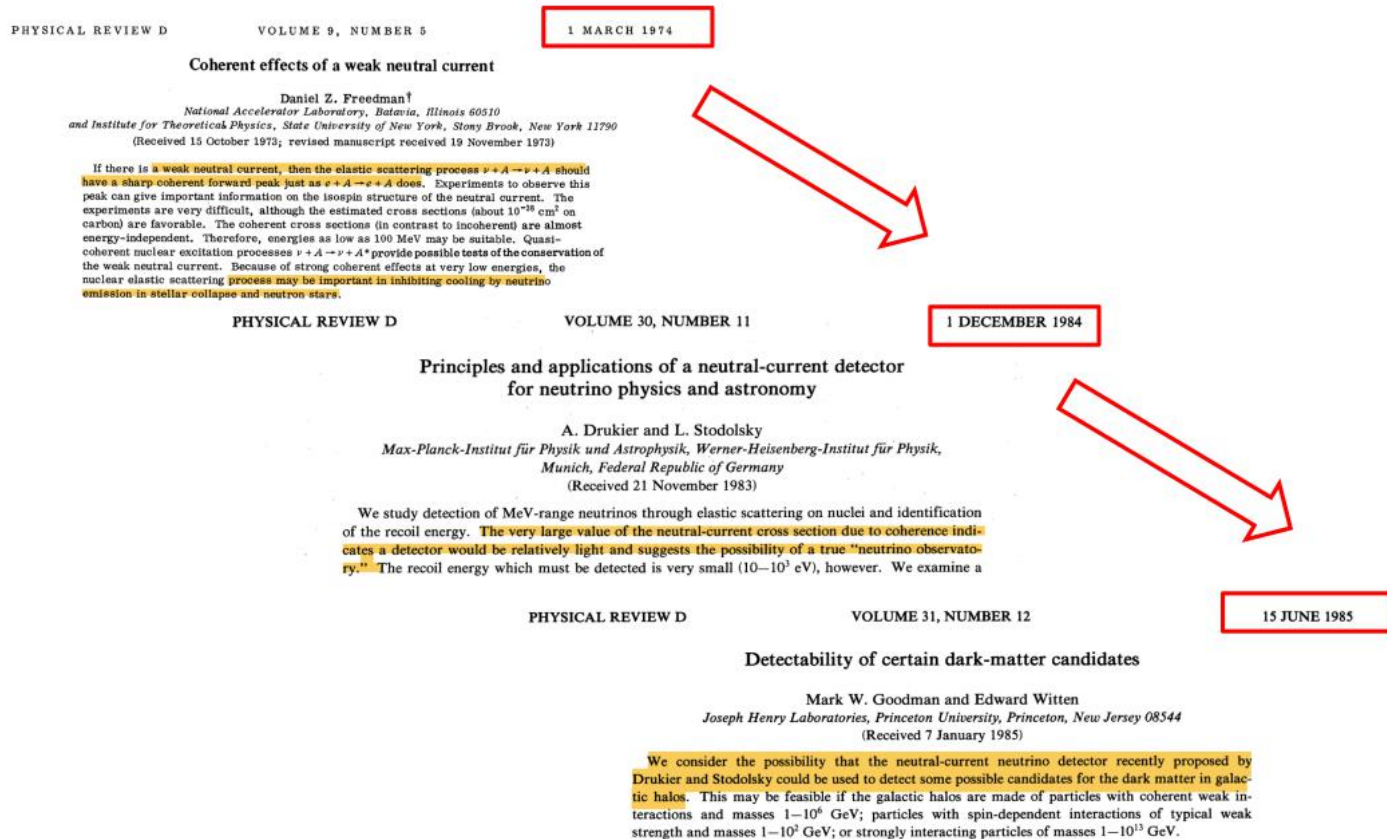 PHYSICAL REVIEW D VOLUME 9, NUMBER 5 1 MARCH 1974
Coherent effects of a weak neutral current
Daniel Z. Freedman†
National Accelerator Laboratory, Batavia, Illinois 60510
and Institute for Theoretical Physics, State University of New York, Stony Brook, New York 11790
(Received 15 October 1973; revised manuscript received 19 November 1973)
If there is a weak neutral current, then the elastic scattering process ν + A → ν + A should
have a sharp coherent forward peak just as e + A → e + A does. Experiments to observe this
peak can give important information on the isospin structure of the neutral current. The
experiments are very difficult, although the estimated cross sections (about 10⁻³⁸ cm² on
carbon) are favorable. The coherent cross sections (in contrast to incoherent) are almost
energy-independent. Therefore, energies as low as 100 MeV may be suitable. Quasi-
coherent nuclear excitation processes ν + A → ν + A* provide possible tests of the conservation of
the weak neutral current. Because of strong coherent effects at very low energies, the
nuclear elastic scattering process may be important in inhibiting cooling by neutrino
emission in stellar collapse and neutron stars.
PHYSICAL REVIEW D VOLUME 30, NUMBER 11 1 DECEMBER 1984
Principles and applications of a neutral-current detector
for neutrino physics and astronomy
A. Drukier and L. Stodolsky
Max-Planck-Institut für Physik und Astrophysik, Werner-Heisenberg-Institut für Physik,
Munich, Federal Republic of Germany
(Received 21 November 1983)
We study detection of MeV-range neutrinos through elastic scattering on nuclei and identification
of the recoil energy. The very large value of the neutral-current cross section due to coherence indi-
cates a detector would be relatively light and suggests the possibility of a true "neutrino observato-
ry." The recoil energy which must be detected is very small (10–10³ eV), however. We examine a
PHYSICAL REVIEW D VOLUME 31, NUMBER 12 15 JUNE 1985
Detectability of certain dark-matter candidates
Mark W. Goodman and Edward Witten
Joseph Henry Laboratories, Princeton University, Princeton, New Jersey 08544
(Received 7 January 1985)
We consider the possibility that the neutral-current neutrino detector recently proposed by
Drukier and Stodolsky could be used to detect some possible candidates for the dark matter in galac-
tic halos. This may be feasible if the galactic halos are made of particles with coherent weak in-
teractions and masses 1–10⁶ GeV; particles with spin-dependent interactions of typical weak
strength and masses 1–10² GeV; or strongly interacting particles of masses 1–10¹³ GeV.